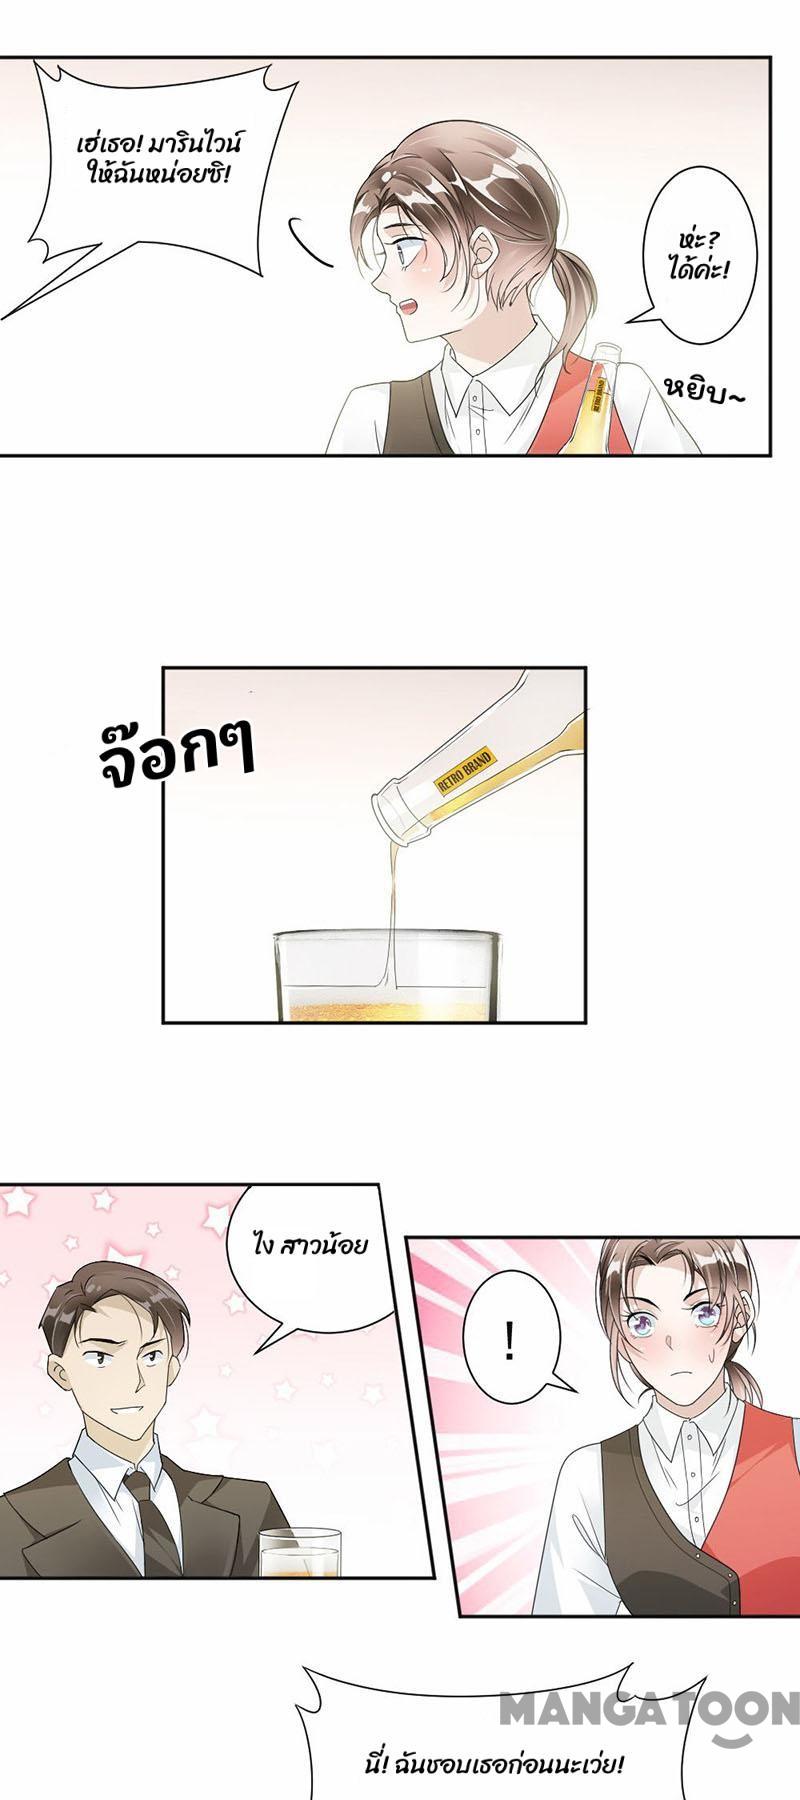 เฮ่เธอ! มารินไวน์
ให้ฉันหน่อยซิ!
ห่ะ?
ได้ค่ะ!
RETRO BRAND
หยิบ~
จ๊อกๆ
RETRO BRAND
ไง สาวน้อย
!
MANGATOON
นี่! ฉันชอบเธอก่อนนะเว่ย!